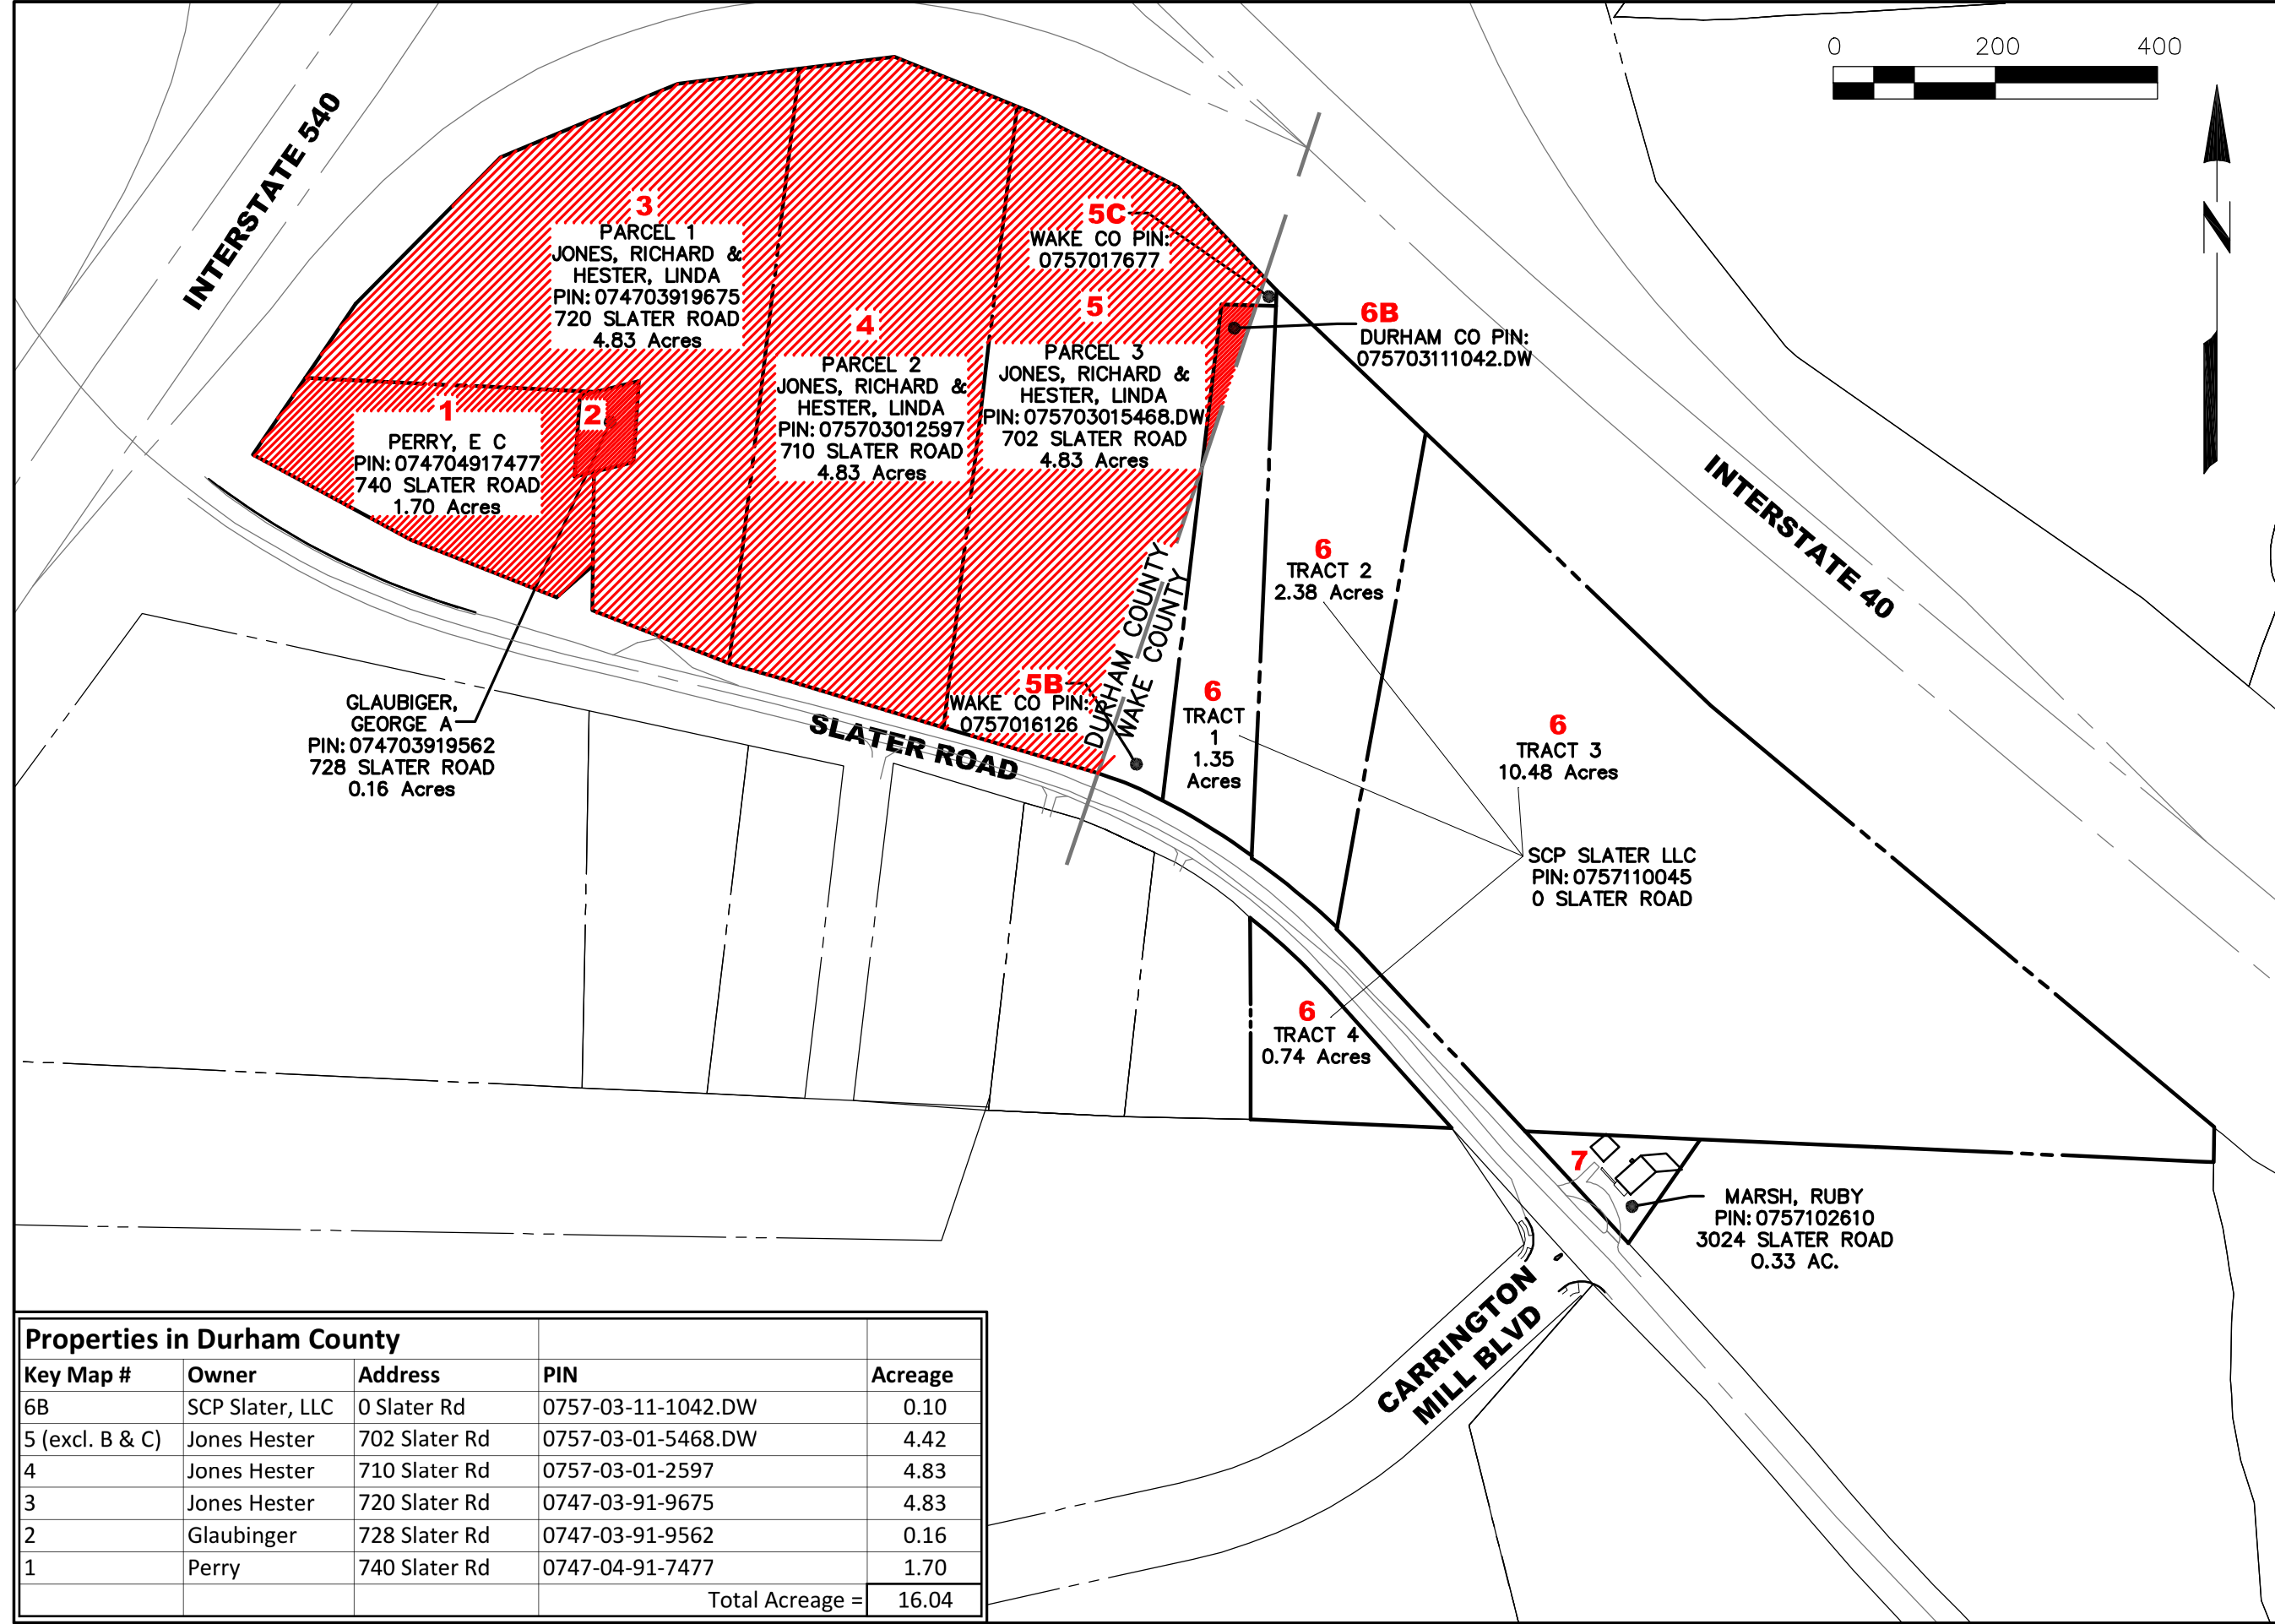 0 200 400
N
INTERSTATE 540
3
PARCEL 1
JONES, RICHARD &
HESTER, LINDA
PIN: 074703919675
720 SLATER ROAD
4.83 Acres
5C
WAKE CO PIN:
0757017677
4
PARCEL 2
JONES, RICHARD &
HESTER, LINDA
PIN: 075703012597
710 SLATER ROAD
4.83 Acres
5
PARCEL 3
JONES, RICHARD &
HESTER, LINDA
PIN: 075703015468.DW
702 SLATER ROAD
4.83 Acres
6B
DURHAM CO PIN:
075703111042.DW
1
PERRY, E C
PIN: 074704917477
740 SLATER ROAD
1.70 Acres
2
INTERSTATE 40
6
TRACT 2
2.38 Acres
DURHAM COUNTY
WAKE COUNTY
5B
WAKE CO PIN:
0757016126
GLAUBIGER,
GEORGE A
PIN: 074703919562
728 SLATER ROAD
0.16 Acres
SLATER ROAD
6
TRACT
1
1.35
Acres
6
TRACT 3
10.48 Acres
SCP SLATER LLC
PIN: 0757110045
0 SLATER ROAD
6
TRACT 4
0.74 Acres
7
MARSH, RUBY
PIN: 0757102610
3024 SLATER ROAD
0.33 AC.
CARRINGTON
MILL BLVD
Properties in Durham County
Key Map # Owner Address PIN Acreage
6B SCP Slater, LLC 0 Slater Rd 0757-03-11-1042.DW 0.10
5 (excl. B & C) Jones Hester 702 Slater Rd 0757-03-01-5468.DW 4.42
4 Jones Hester 710 Slater Rd 0757-03-01-2597 4.83
3 Jones Hester 720 Slater Rd 0747-03-91-9675 4.83
2 Glaubinger 728 Slater Rd 0747-03-91-9562 0.16
1 Perry 740 Slater Rd 0747-04-91-7477 1.70
Total Acreage = 16.04